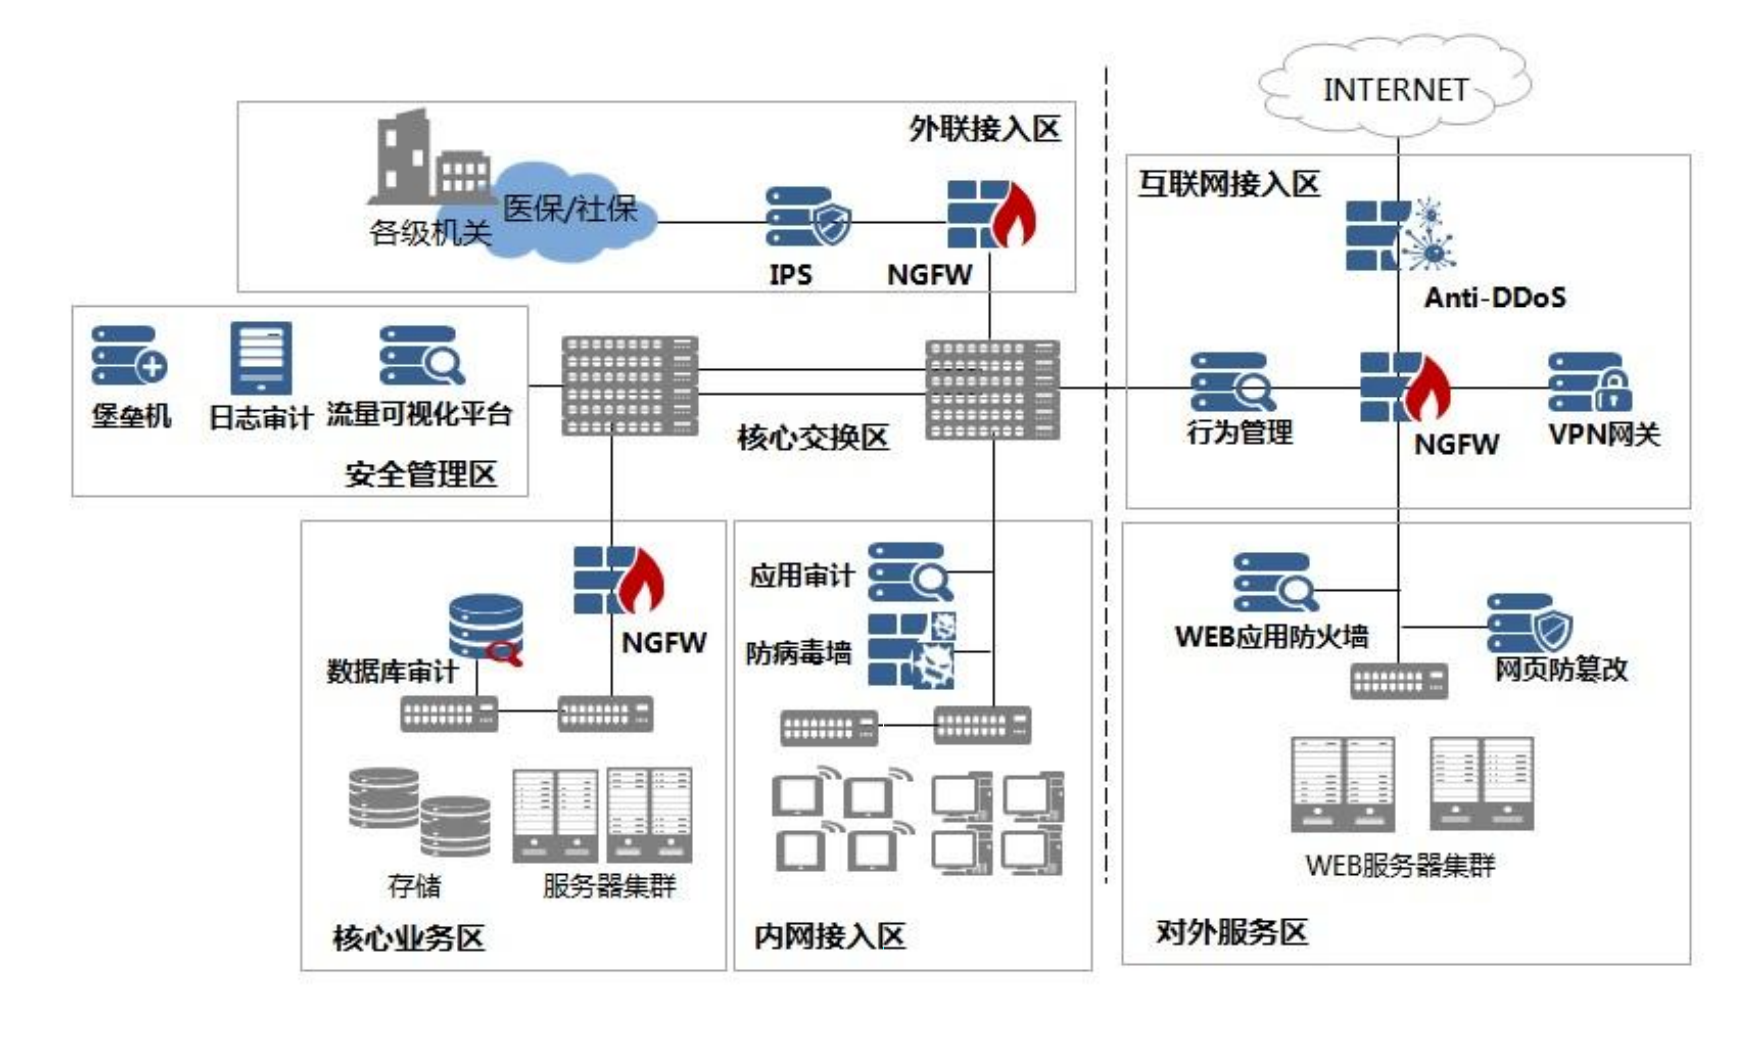 INTERNET
外联接入区
互联网接入区
医保/社保
各级机关
IPS
NGFW
Anti-DDoS
堡垒机
日志审计
流量可视化平台
安全管理区
核心交换区
行为管理
NGFW
VPN网关
应用审计
防病毒墙
NGFW
数据库审计
WEB应用防火墙
网页防篡改
存储
服务器集群
WEB服务器集群
核心业务区
内网接入区
对外服务区